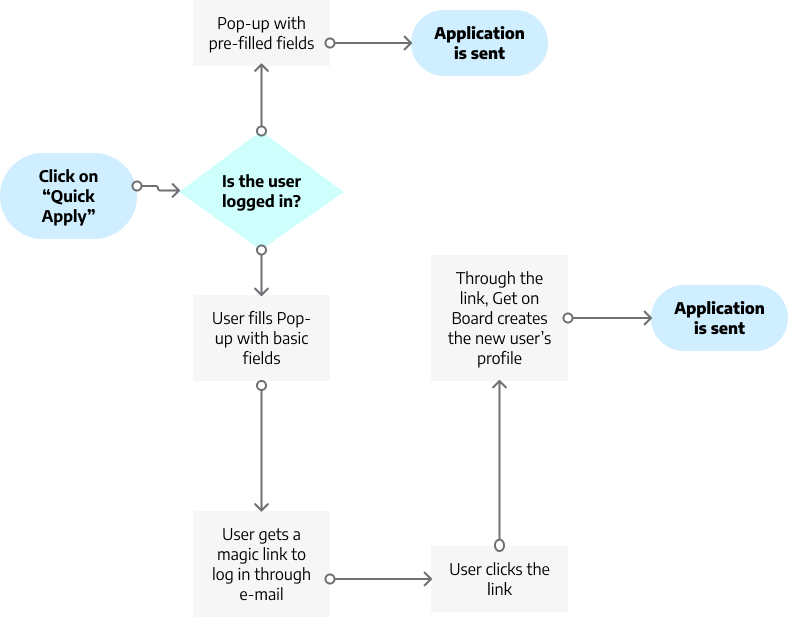 Pop-up with
pre-filled fields
Application
is sent
Click on
“Quick
Apply”
Is the user
logged in?
User fills Pop-
up with basic
fields
Through the
link, Get on
Board creates
the new user’s
profile
Application
is sent
User gets a
magic link to
log in through
e-mail
User clicks the
link